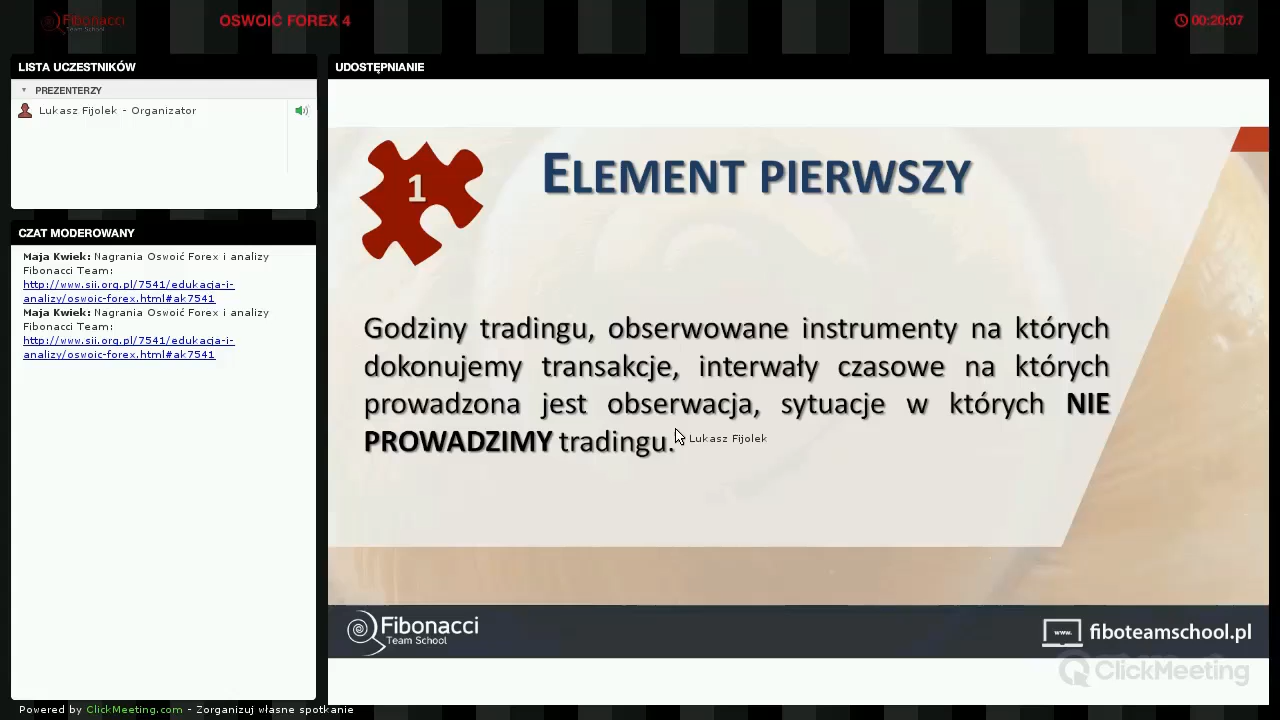 Fibonacci
Team School
OSWOIĆ FOREX 4
00:20:07
LISTA UCZESTNIKÓW
PREZENTERZY
Lukasz Fijolek - Organizator
CZAT MODEROWANY
Maja Kwiek: Nagrania Oswoić Forex i analizy
Fibonacci Team:
http://www.sii.org.pl/7541/edukacja-i-
analizy/oswoic-forex.html#ak7541
Maja Kwiek: Nagrania Oswoić Forex i analizy
Fibonacci Team:
http://www.sii.org.pl/7541/edukacja-i-
analizy/oswoic-forex.html#ak7541
UDOSTĘPNIANIE
1
ELEMENT PIERWSZY
Godziny tradingu, obserwowane instrumenty na których
dokonujemy transakcje, interwały czasowe na których
prowadzona jest obserwacja, sytuacje w których NIE
PROWADZIMY tradingu.
Lukasz Fijolek
Fibonacci
Team School
www.
fiboteamschool.pl
ClickMeeting
Powered by ClickMeeting.com - Zorganizuj własne spotkanie